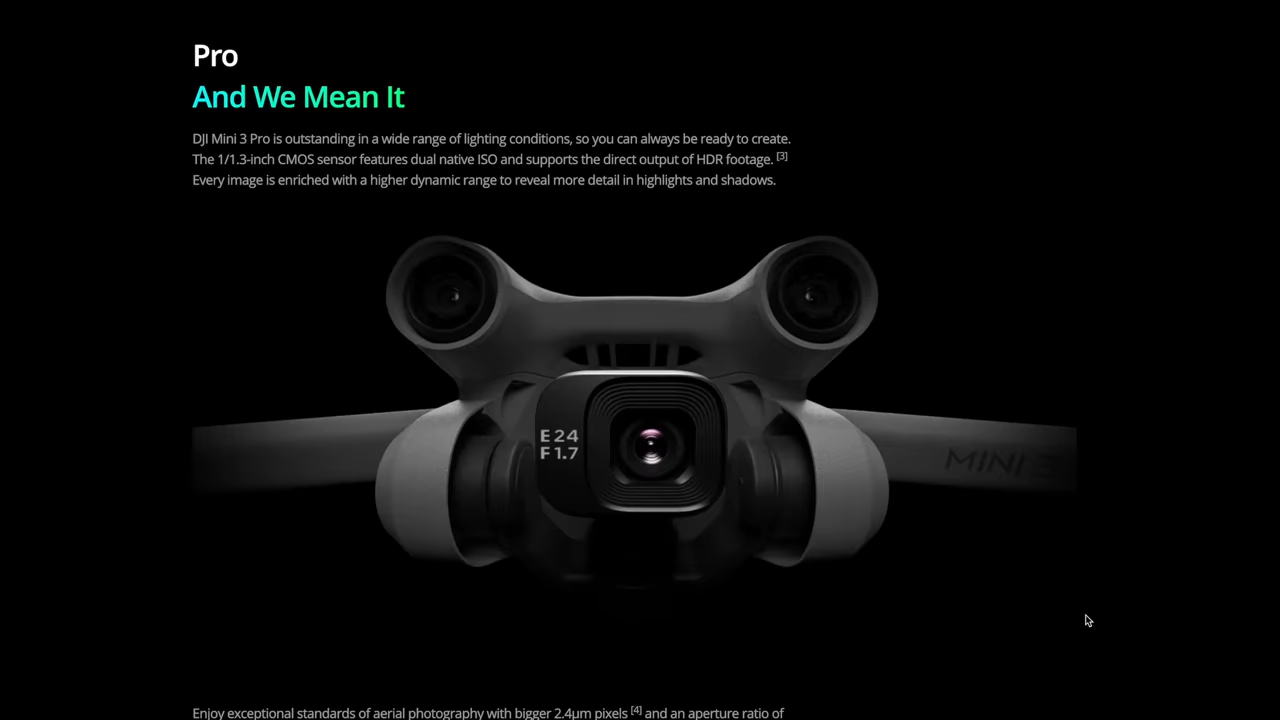 Pro
And We Mean It
DJI Mini 3 Pro is outstanding in a wide range of lighting conditions, so you can always be ready to create.
The 1/1.3-inch CMOS sensor features dual native ISO and supports the direct output of HDR footage. [3]
Every image is enriched with a higher dynamic range to reveal more detail in highlights and shadows.
E 24
F 1.7
MINI 3
Enjoy exceptional standards of aerial photography with bigger 2.4μm pixels [4] and an aperture ratio of